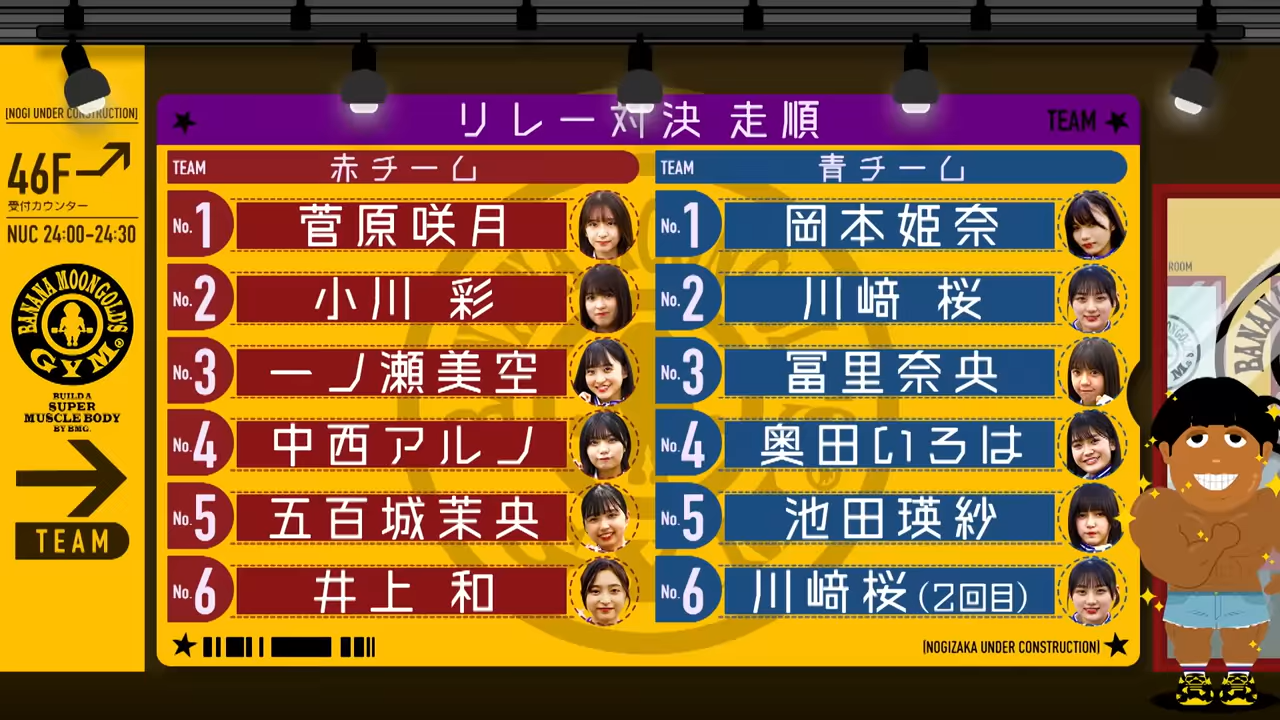 [NOGI UNDER CONSTRUCTION]
46F
受付カウンター
NUC 24:00-24:30
BANANA MOONGOLDS
GYM®
BUILD A
SUPER
MUSCLE BODY
BY BMG.
TEAM
リレー対決 走順
TEAM
TEAM 赤チーム
No.1 菅原咲月
No.2 小川 彩
No.3 一ノ瀬美空
No.4 中西アルノ
No.5 五百城茉央
No.6 井上 和
TEAM 青チーム
No.1 岡本姫奈
No.2 川﨑 桜
No.3 冨里奈央
No.4 奥田いろは
No.5 池田瑛紗
No.6 川﨑桜(2回目)
[NOGIZAKA UNDER CONSTRUCTION]
ROOM